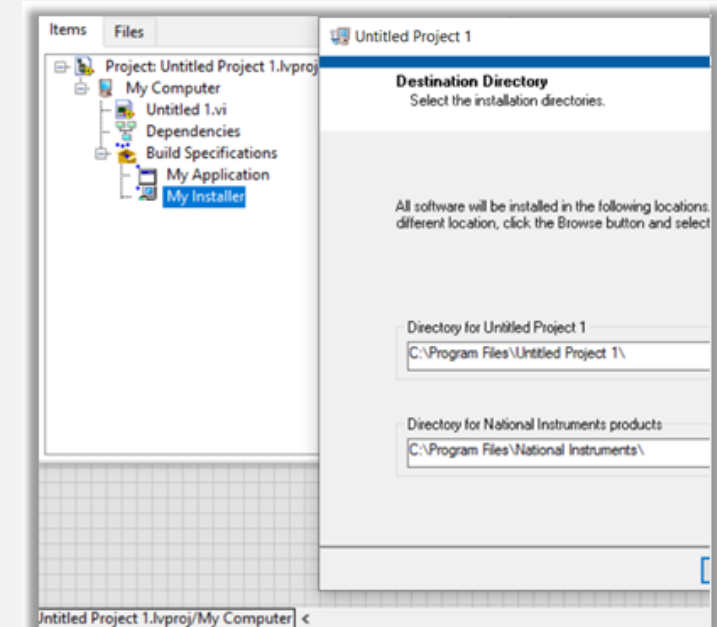 Items Files
Project: Untitled Project 1.lvproj
My Computer
Untitled 1.vi
Dependencies
Build Specifications
My Application
My Installer
Untitled Project 1
Destination Directory
Select the installation directories.
All software will be installed in the following locations.
different location, click the Browse button and select
Directory for Untitled Project 1
C:\Program Files\Untitled Project 1\
Directory for National Instruments products
C:\Program Files\National Instruments\
Untitled Project 1.lvproj/My Computer <